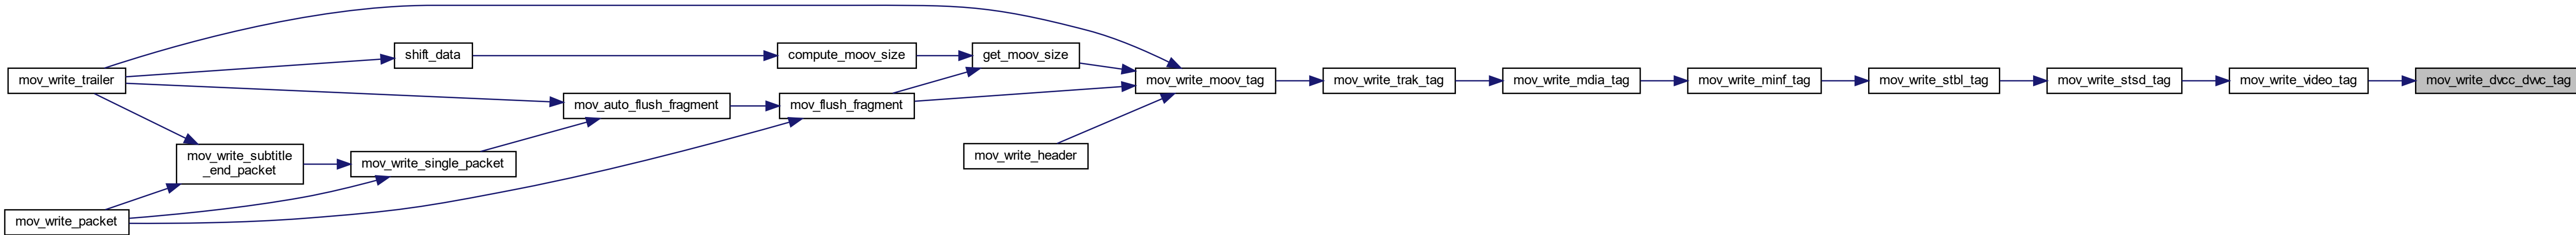 mov_write_trailer
shift_data
compute_moov_size
get_moov_size
mov_write_moov_tag
mov_write_trak_tag
mov_write_mdia_tag
mov_write_minf_tag
mov_write_stbl_tag
mov_write_stsd_tag
mov_write_video_tag
mov_write_dvcc_dvvc_tag
mov_auto_flush_fragment
mov_flush_fragment
mov_write_subtitle
_end_packet
mov_write_single_packet
mov_write_header
mov_write_packet